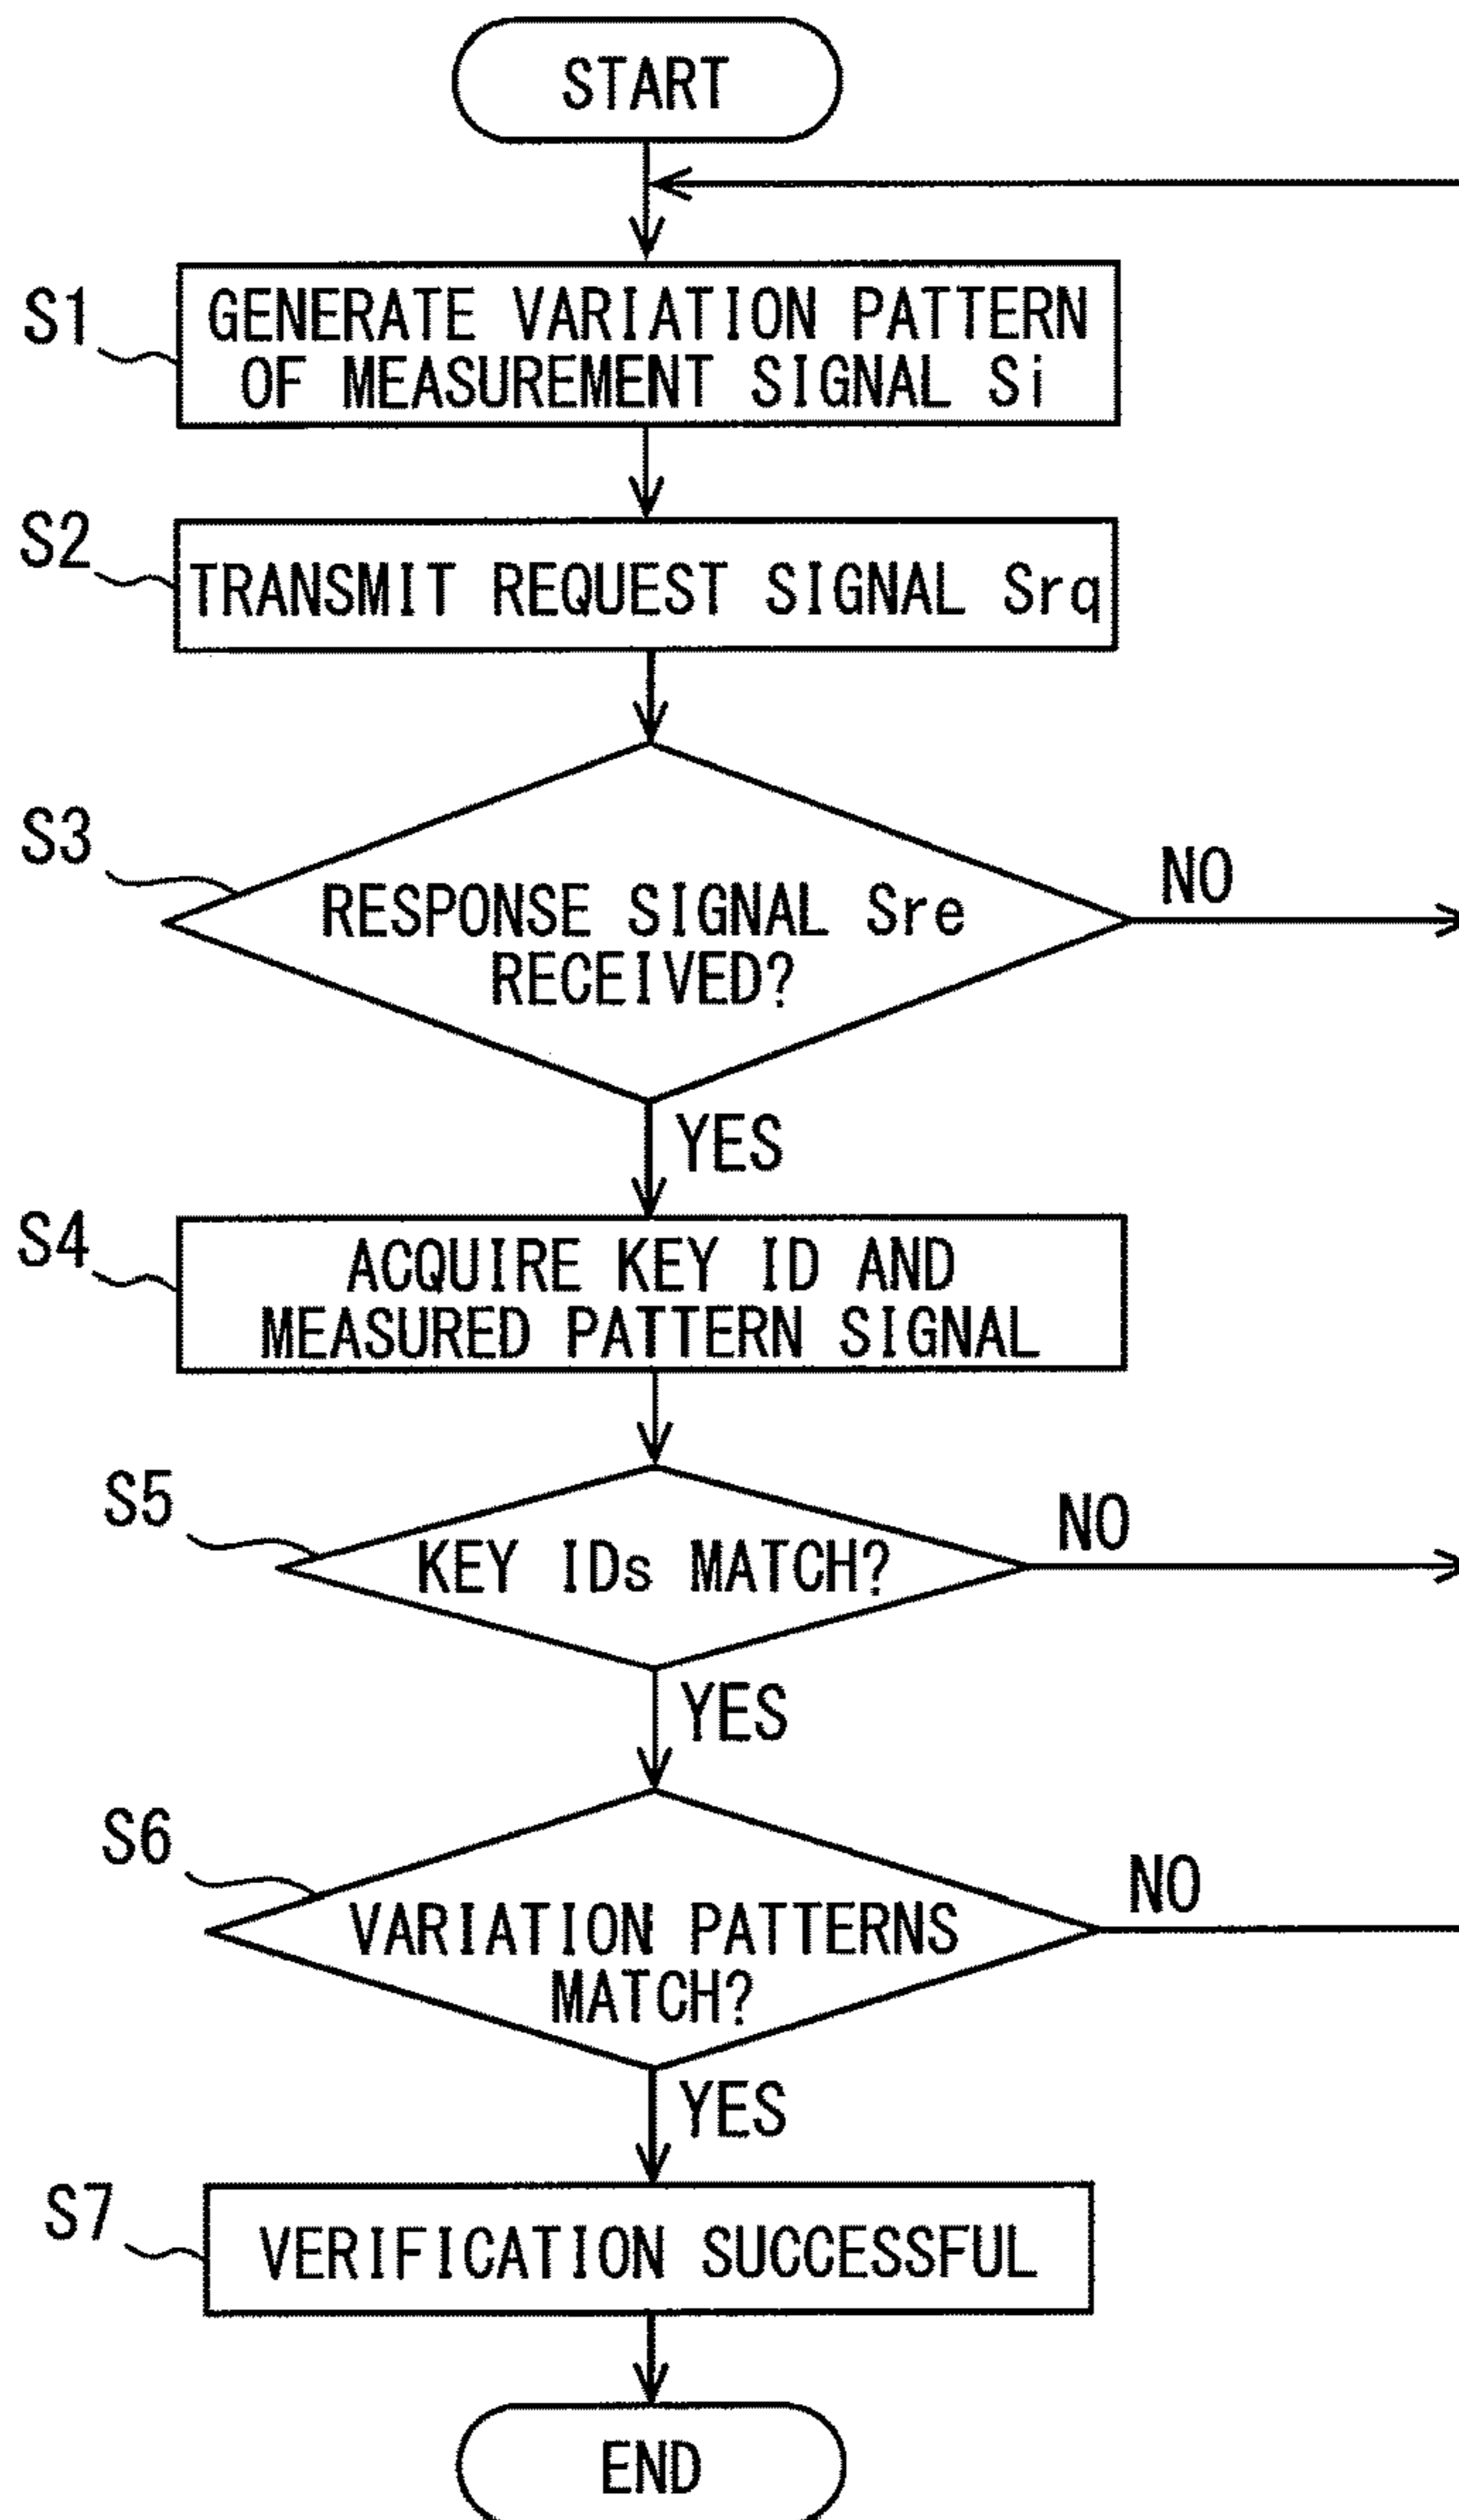 START
S1
GENERATE VARIATION PATTERN
OF MEASUREMENT SIGNAL Si
S2
TRANSMIT REQUEST SIGNAL Srq
S3
RESPONSE SIGNAL Sre
RECEIVED?
NO
YES
S4
ACQUIRE KEY ID AND
MEASURED PATTERN SIGNAL
S5
KEY IDs MATCH?
NO
YES
S6
VARIATION PATTERNS
MATCH?
NO
YES
S7
VERIFICATION SUCCESSFUL
END